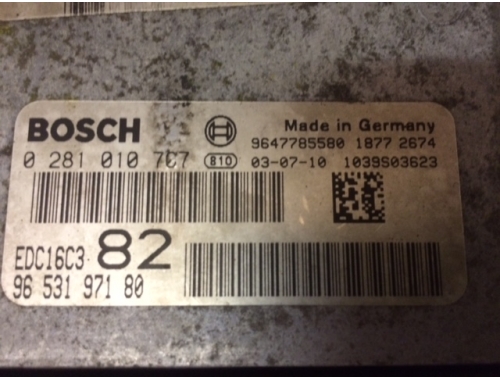 BOSCH Made in Germany
9647785580 1877 2674
0 281 010 767 810 03-07-10 1039S03623
EDC16C3 82
96 531 971 80